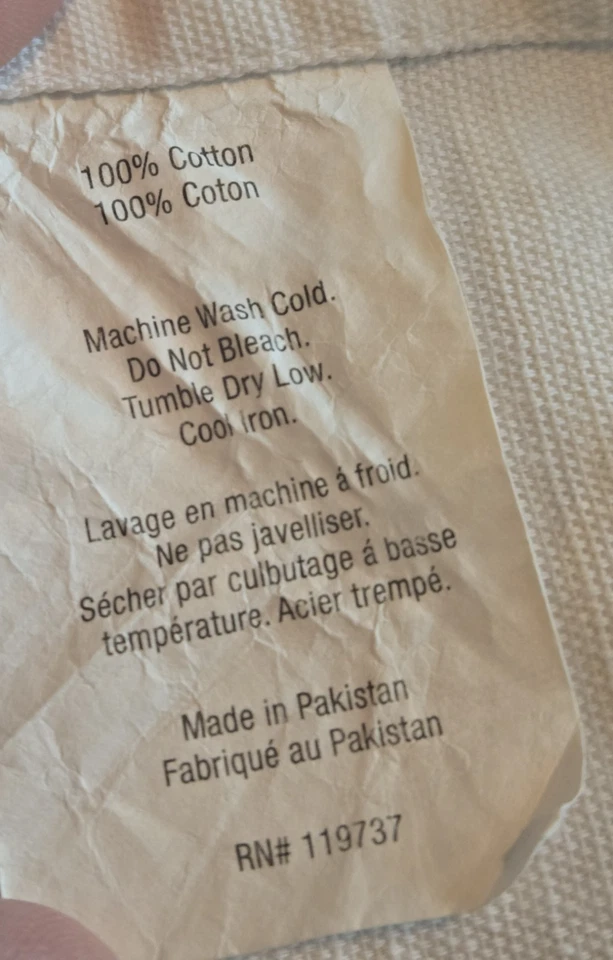 100% Cotton
100% Coton
Machine Wash Cold.
Do Not Bleach.
Tumble Dry Low.
Cool Iron.
Lavage en machine á froid.
Ne pas javelliser.
Sécher par culbutage á basse
température. Acier trempé.
Made in Pakistan
Fabriqué au Pakistan
RN# 119737